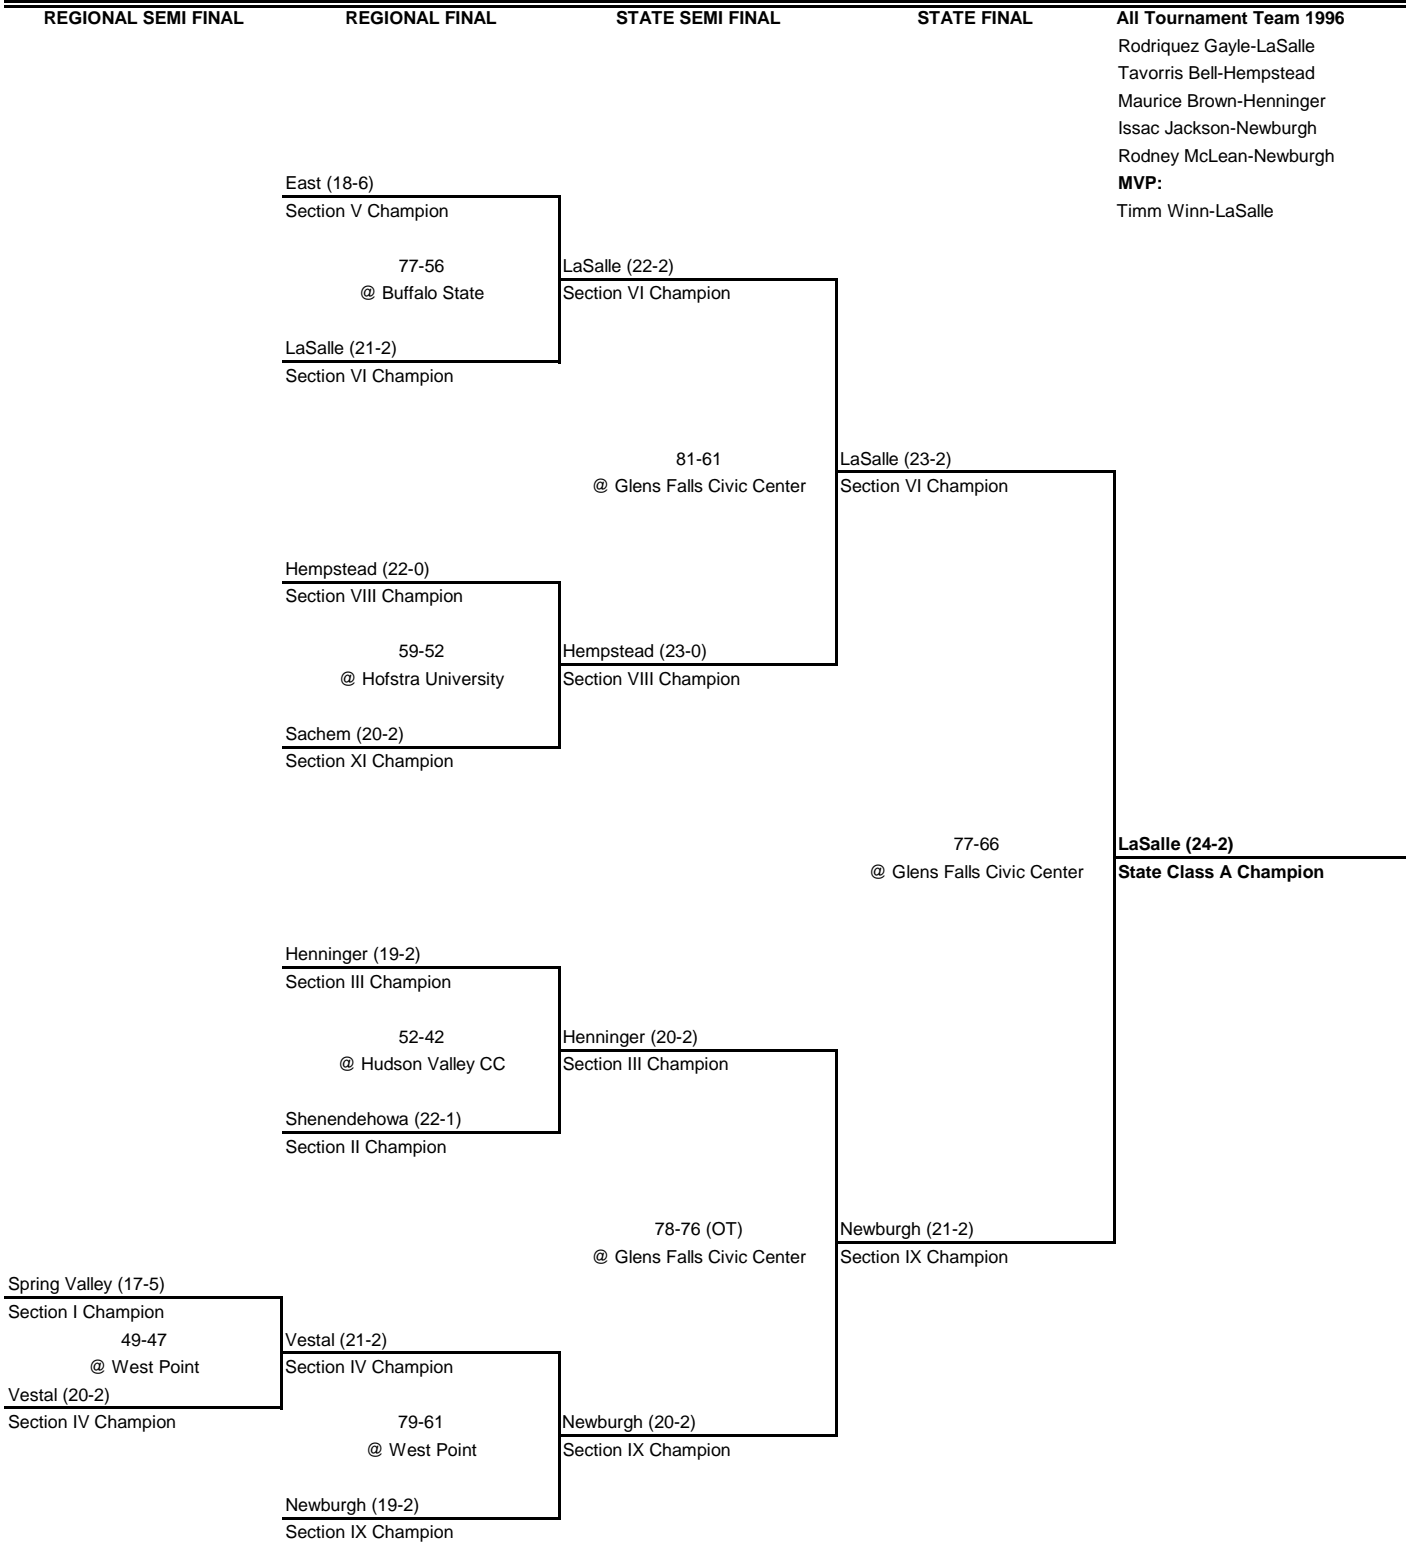 REGIONAL SEMI FINAL REGIONAL FINAL STATE SEMI FINAL STATE FINAL All Tournament Team 1996
Rodriquez Gayle-LaSalle
Tavorris Bell-Hempstead
Maurice Brown-Henninger
Issac Jackson-Newburgh
Rodney McLean-Newburgh
East (18-6) MVP:
Section V Champion Timm Winn-LaSalle
77-56 LaSalle (22-2)
@ Buffalo State Section VI Champion
LaSalle (21-2)
Section VI Champion
81-61 LaSalle (23-2)
@ Glens Falls Civic Center Section VI Champion
Hempstead (22-0)
Section VIII Champion
59-52 Hempstead (23-0)
@ Hofstra University Section VIII Champion
Sachem (20-2)
Section XI Champion
77-66 LaSalle (24-2)
@ Glens Falls Civic Center State Class A Champion
Henninger (19-2)
Section III Champion
52-42 Henninger (20-2)
@ Hudson Valley CC Section III Champion
Shenendehowa (22-1)
Section II Champion
78-76 (OT) Newburgh (21-2)
@ Glens Falls Civic Center Section IX Champion
Spring Valley (17-5)
Section I Champion
49-47 Vestal (21-2)
@ West Point Section IV Champion
Vestal (20-2)
Section IV Champion 79-61 Newburgh (20-2)
@ West Point Section IX Champion
Newburgh (19-2)
Section IX Champion